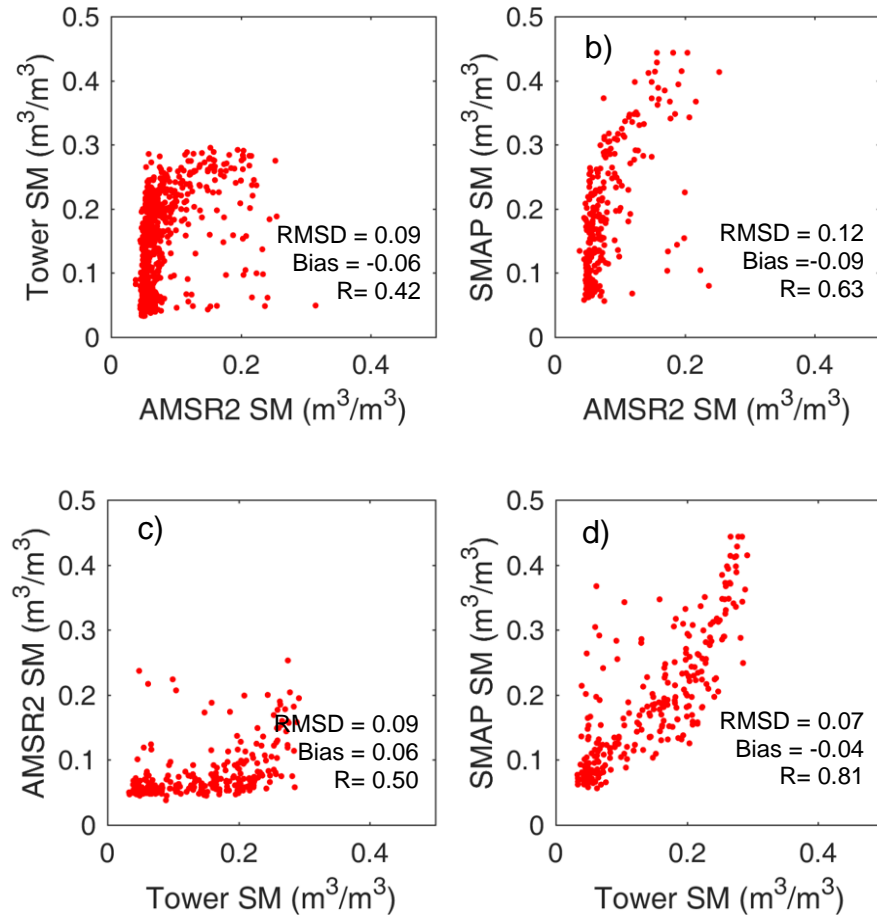 Tower SM (m³/m³)
0.5
0.4
0.3
0.2
0.1
0
RMSD = 0.09
Bias = -0.06
R= 0.42
0
0.2
0.4
AMSR2 SM (m³/m³)
b)
SMAP SM (m³/m³)
0.5
0.4
0.3
0.2
0.1
0
RMSD = 0.12
Bias =-0.09
R= 0.63
0
0.2
0.4
AMSR2 SM (m³/m³)
c)
AMSR2 SM (m³/m³)
0.5
0.4
0.3
0.2
0.1
0
RMSD = 0.09
Bias = 0.06
R= 0.50
0
0.2
0.4
Tower SM (m³/m³)
d)
SMAP SM (m³/m³)
0.5
0.4
0.3
0.2
0.1
0
RMSD = 0.07
Bias = -0.04
R= 0.81
0
0.2
0.4
Tower SM (m³/m³)